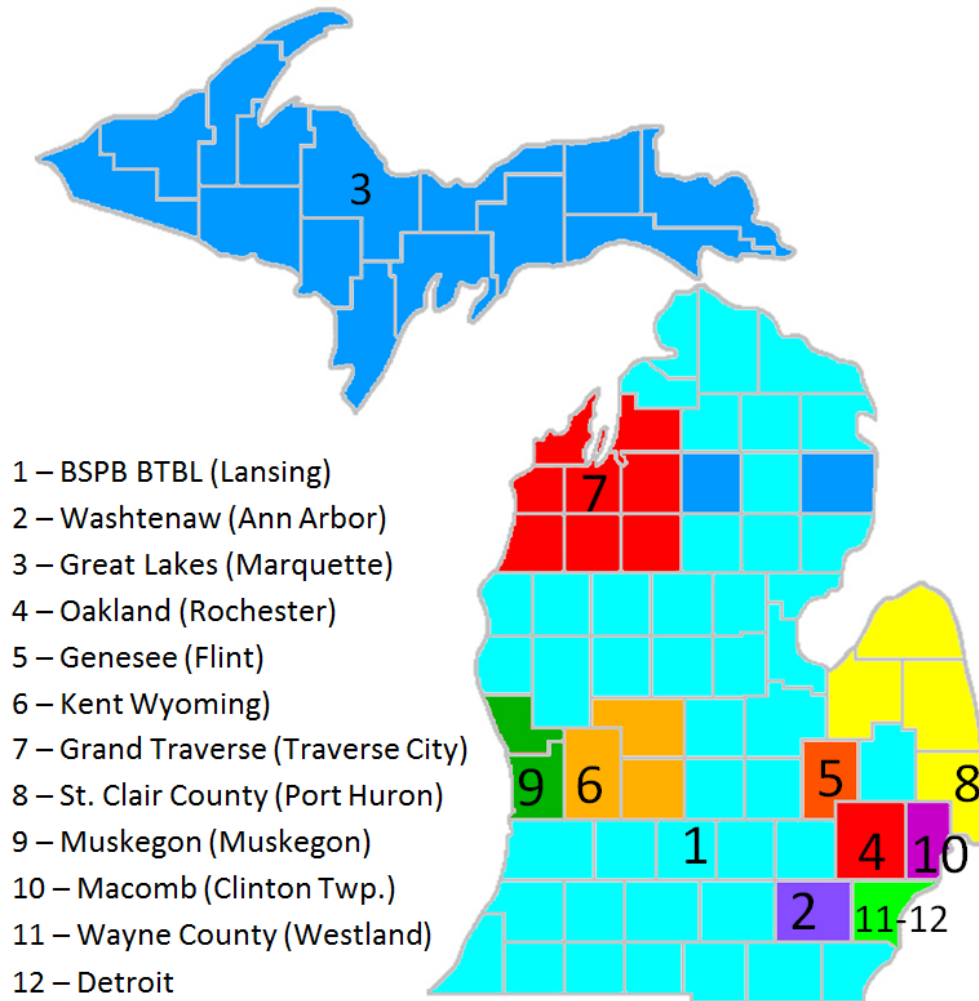 3
7
1 – BSPB BTBL (Lansing)
2 – Washtenaw (Ann Arbor)
3 – Great Lakes (Marquette)
4 – Oakland (Rochester)
5 – Genesee (Flint)
6 – Kent Wyoming)
7 – Grand Traverse (Traverse City)
8 – St. Clair County (Port Huron)
9 – Muskegon (Muskegon)
10 – Macomb (Clinton Twp.)
11 – Wayne County (Westland)
12 – Detroit
9
6
5
8
1
4
10
2
11-12